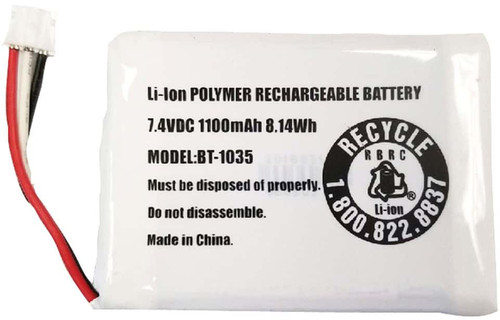 Li-Ion POLYMER RECHARGEABLE BATTERY
7.4VDC 1100mAh 8.14Wh
MODEL:BT-1035
Must be disposed of properly.
Do not disassemble.
Made in China.
RECYCLE
RBRC
Li-ion
1.800.822.8837